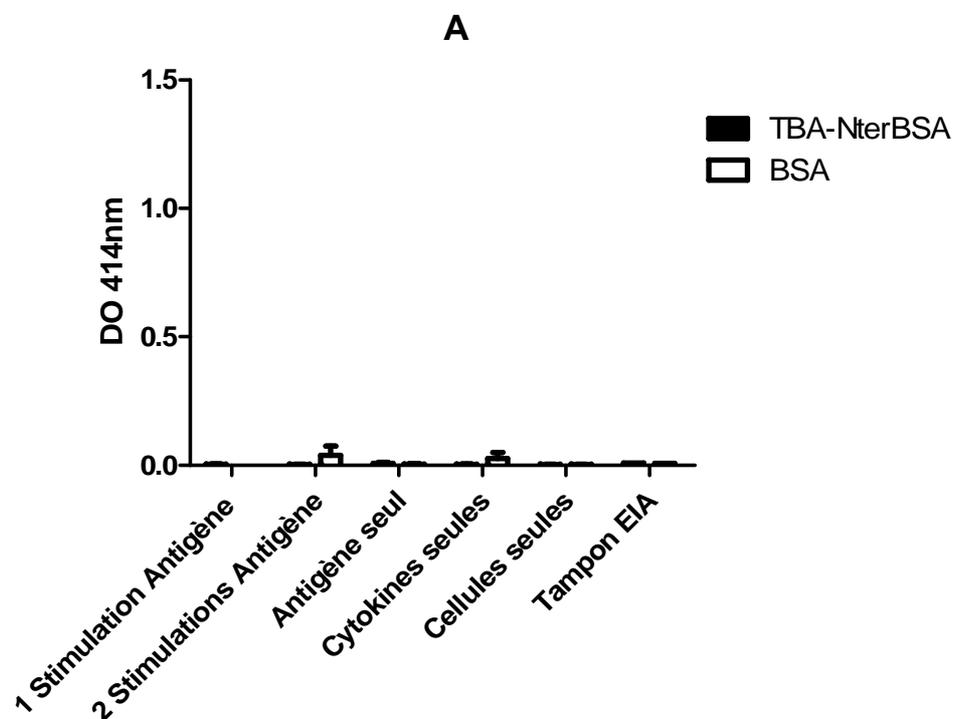 A
1.5
1.0
0.5
0.0
DO 414nm
TBA-NterBSA
BSA
1 Stimulation Antigène
2 Stimulations Antigène
Antigène seul
Cytokines seules
Cellules seules
Tampon EIA